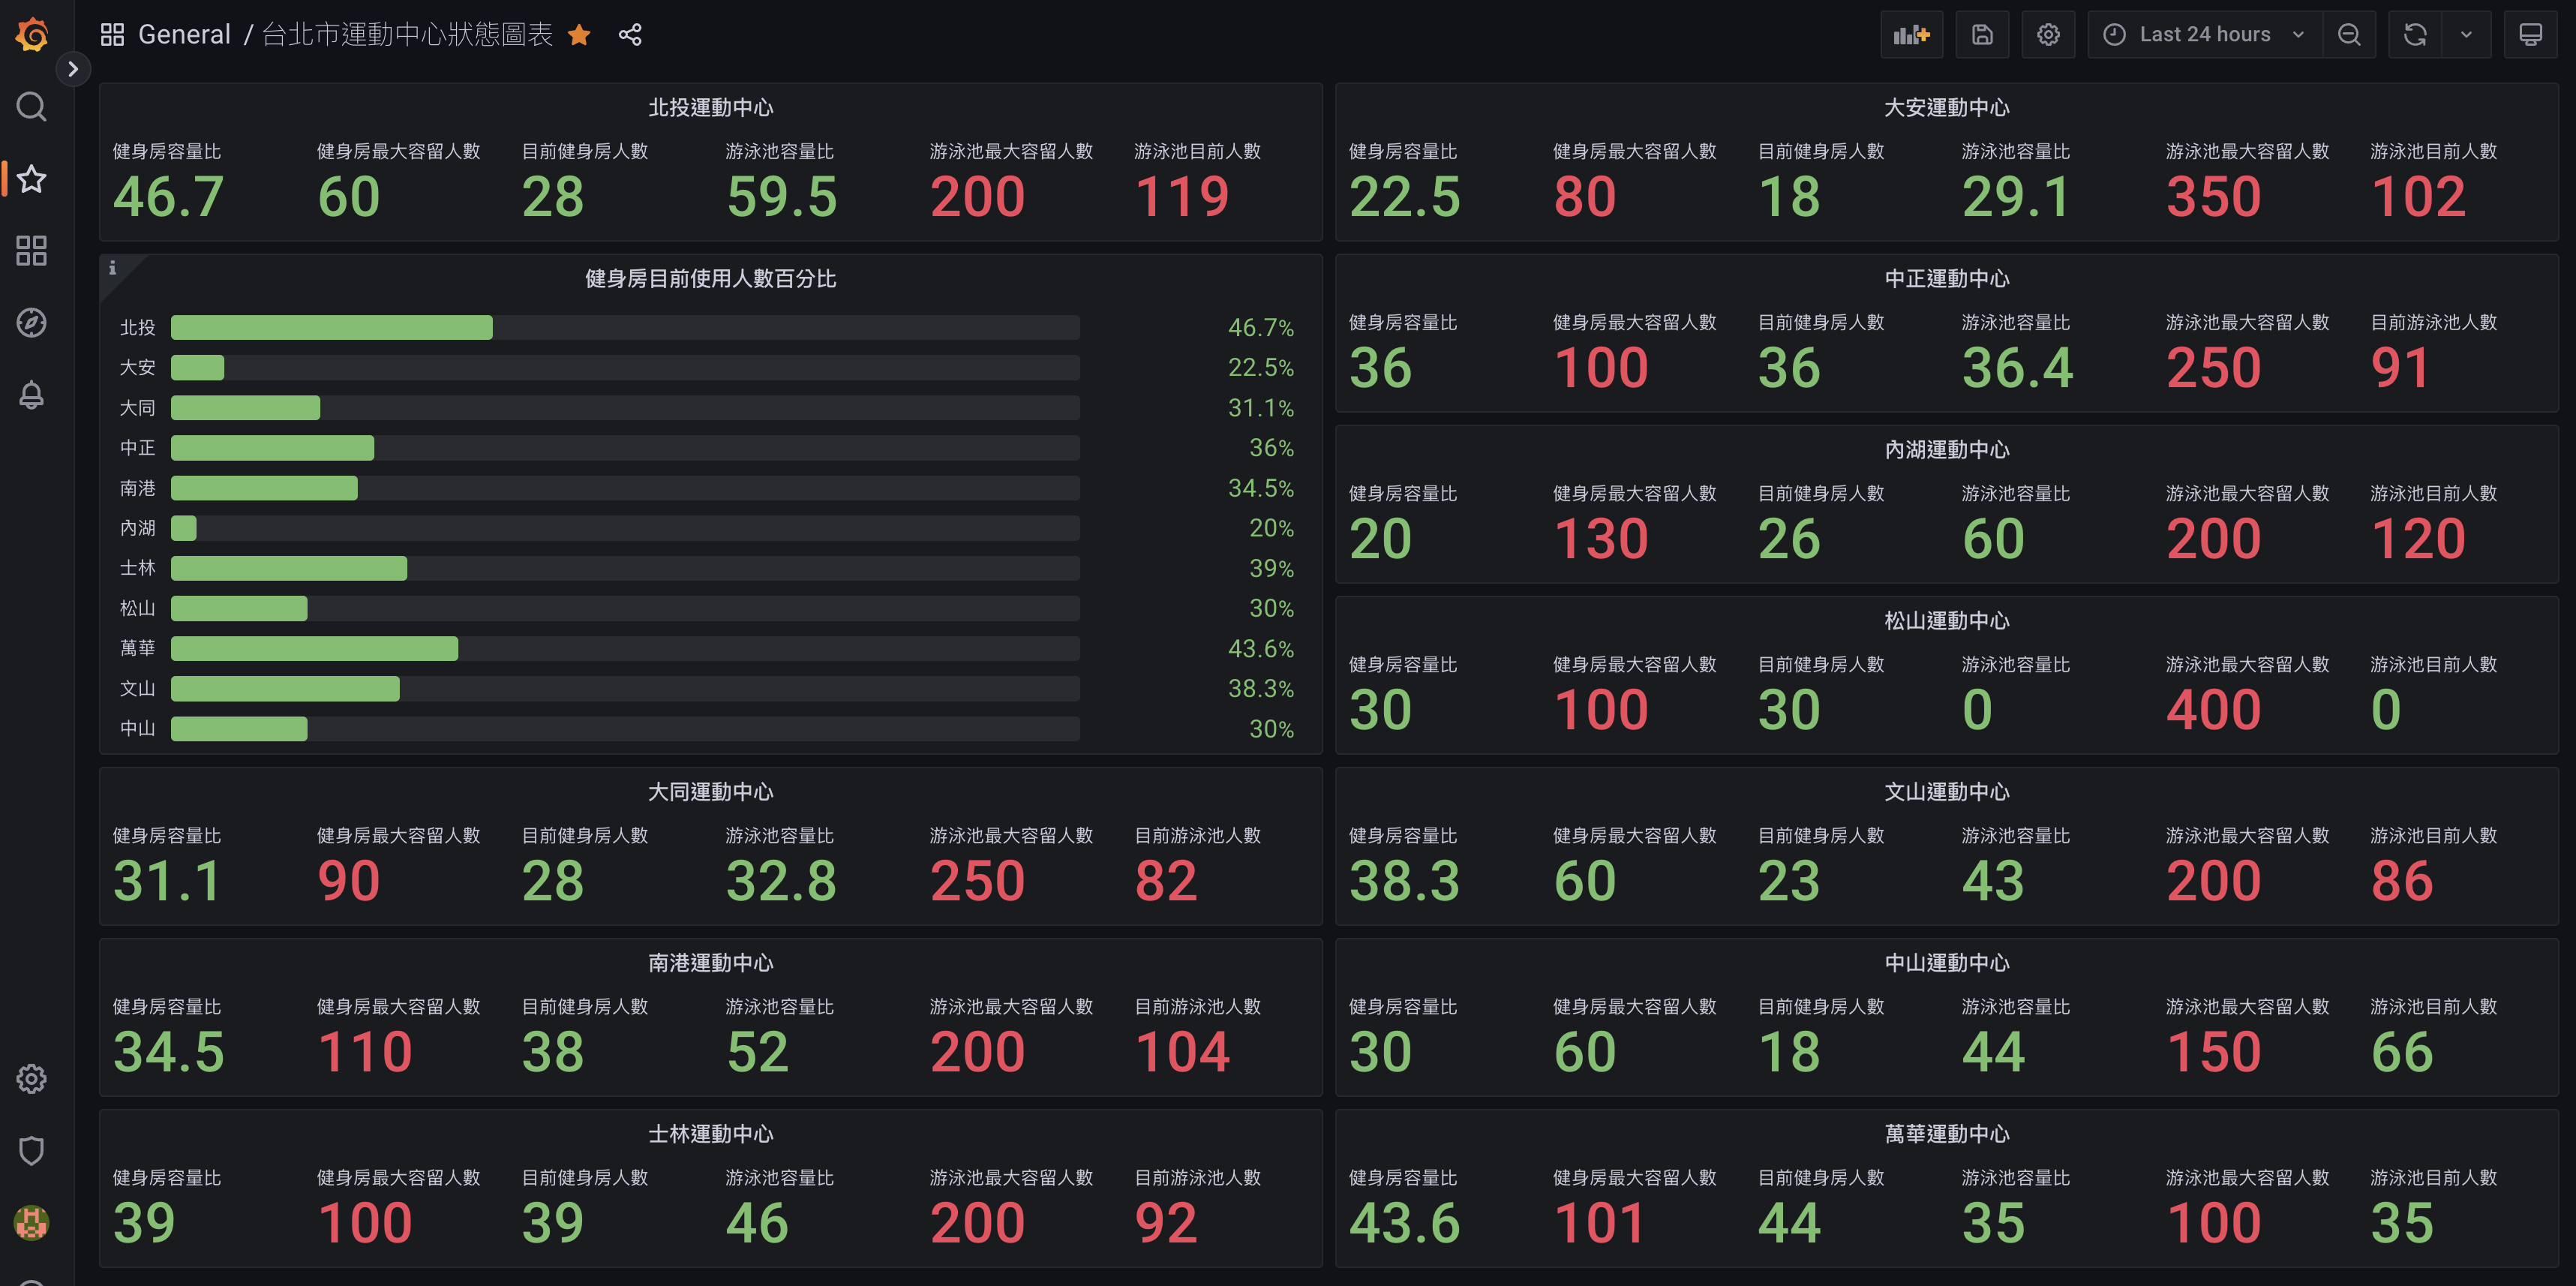 General / 台北市運動中心狀態圖表
Last 24 hours
北投運動中心
健身房容量比 健身房最大容留人數 目前健身房人數 游泳池容量比 游泳池最大容留人數 游泳池目前人數
46.7 60 28 59.5 200 119
大安運動中心
健身房容量比 健身房最大容留人數 目前健身房人數 游泳池容量比 游泳池最大容留人數 游泳池目前人數
22.5 80 18 29.1 350 102
健身房目前使用人數百分比
北投 46.7%
大安 22.5%
大同 31.1%
中正 36%
南港 34.5%
內湖 20%
士林 39%
松山 30%
萬華 43.6%
文山 38.3%
中山 30%
中正運動中心
健身房容量比 健身房最大容留人數 目前健身房人數 游泳池容量比 游泳池最大容留人數 目前游泳池人數
36 100 36 36.4 250 91
內湖運動中心
健身房容量比 健身房最大容留人數 目前健身房人數 游泳池容量比 游泳池最大容留人數 游泳池目前人數
20 130 26 60 200 120
松山運動中心
健身房容量比 健身房最大容留人數 目前健身房人數 游泳池容量比 游泳池最大容留人數 游泳池目前人數
30 100 30 0 400 0
大同運動中心
健身房容量比 健身房最大容留人數 目前健身房人數 游泳池容量比 游泳池最大容留人數 目前游泳池人數
31.1 90 28 32.8 250 82
文山運動中心
健身房容量比 健身房最大容留人數 目前健身房人數 游泳池容量比 游泳池最大容留人數 游泳池目前人數
38.3 60 23 43 200 86
南港運動中心
健身房容量比 健身房最大容留人數 目前健身房人數 游泳池容量比 游泳池最大容留人數 目前游泳池人數
34.5 110 38 52 200 104
中山運動中心
健身房容量比 健身房最大容留人數 目前健身房人數 游泳池容量比 游泳池最大容留人數 游泳池目前人數
30 60 18 44 150 66
士林運動中心
健身房容量比 健身房最大容留人數 目前健身房人數 游泳池容量比 游泳池最大容留人數 目前游泳池人數
39 100 39 46 200 92
萬華運動中心
健身房容量比 健身房最大容留人數 目前健身房人數 游泳池容量比 游泳池最大容留人數 游泳池目前人數
43.6 101 44 35 100 35